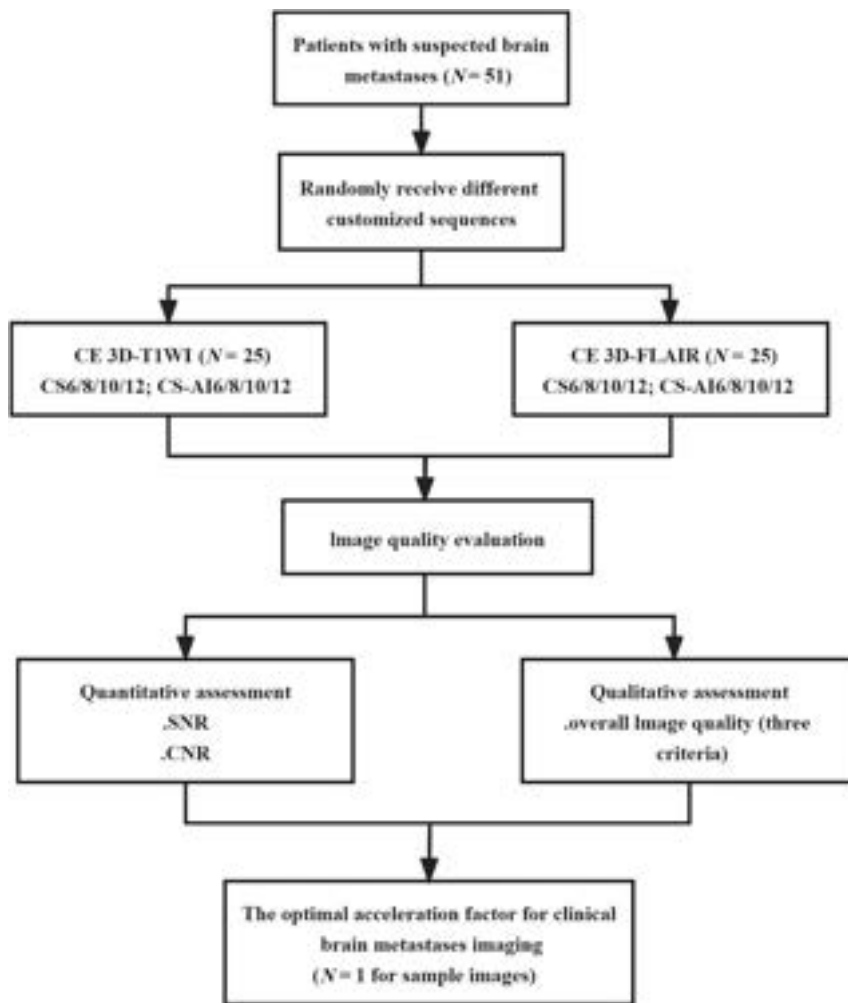 Patients with suspected brain
metastases (N = 51)
Randomly receive different
customized sequences
CE 3D-T1WI (N = 25)
CS6/8/10/12; CS-AI6/8/10/12
CE 3D-FLAIR (N = 25)
CS6/8/10/12; CS-AI6/8/10/12
Image quality evaluation
Quantitative assessment
.SNR
.CNR
Qualitative assessment
.overall Image quality (three
criteria)
The optimal acceleration factor for clinical
brain metastases imaging
(N = 1 for sample images)